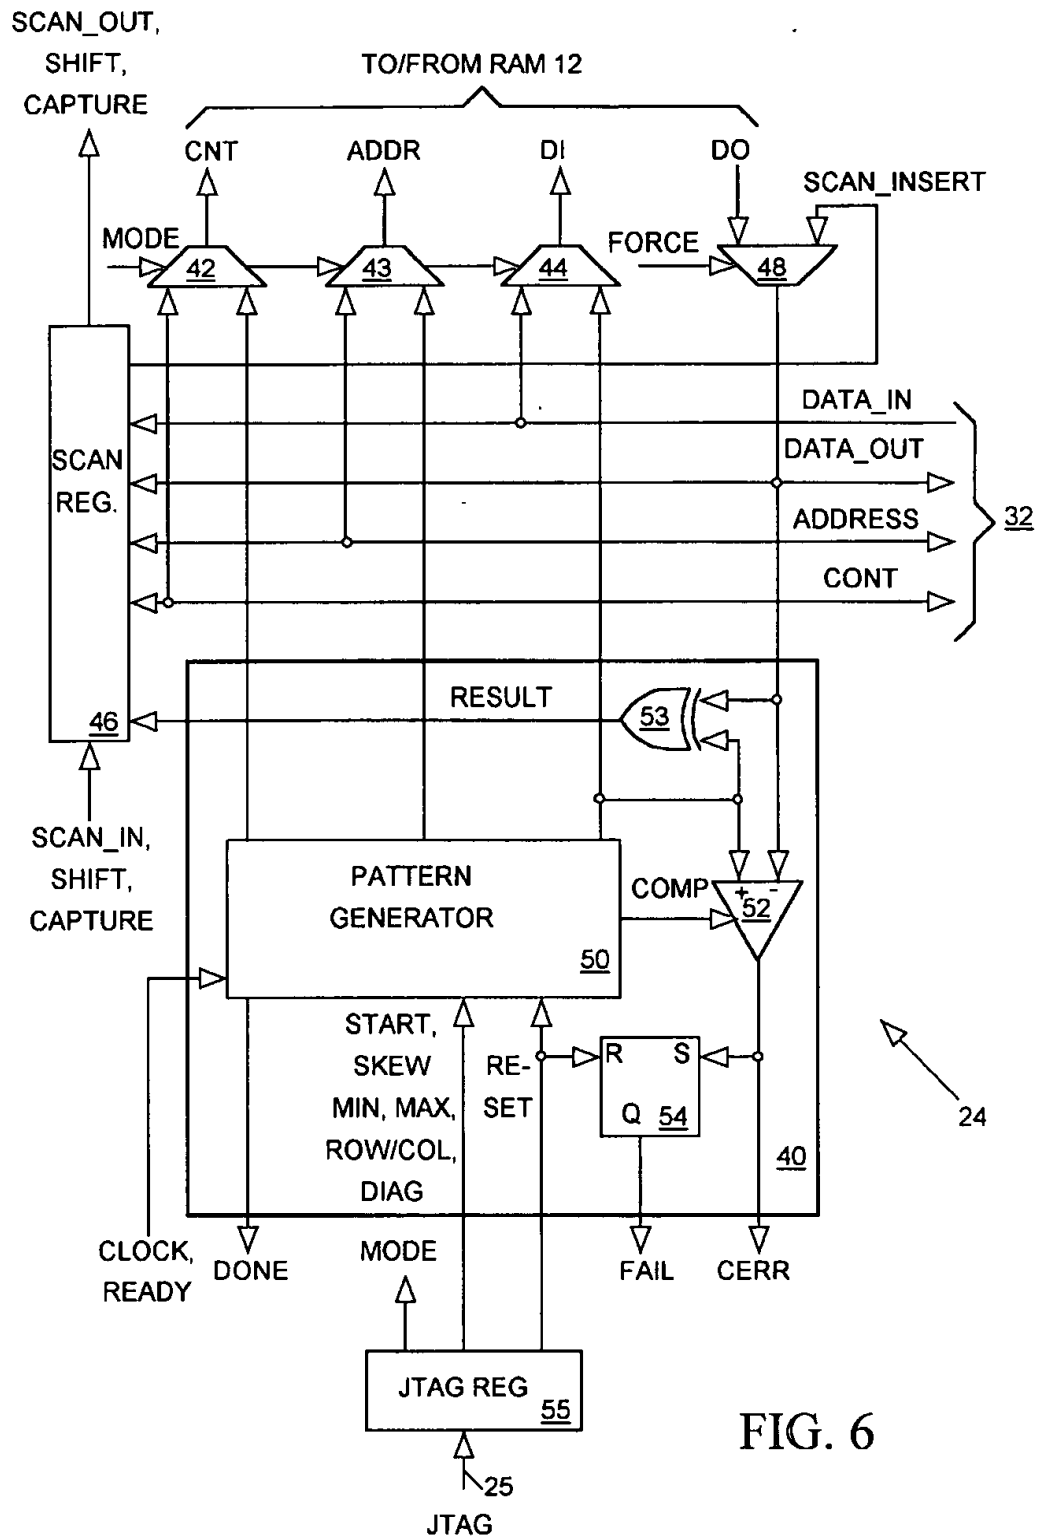 SCAN_OUT,
SHIFT,
CAPTURE
TO/FROM RAM 12
CNT
ADDR
DI
DO
SCAN_INSERT
MODE
42
43
44
FORCE
48
DATA_IN
DATA_OUT
ADDRESS
CONT
32
SCAN
REG.
46
RESULT
53
SCAN_IN,
SHIFT,
CAPTURE
PATTERN
GENERATOR
50
COMP
+ -
52
START,
SKEW
MIN, MAX,
ROW/COL,
DIAG
RE-
SET
R S
Q 54
40
24
CLOCK,
READY
DONE
MODE
FAIL
CERR
JTAG REG
55
25
JTAG
FIG. 6